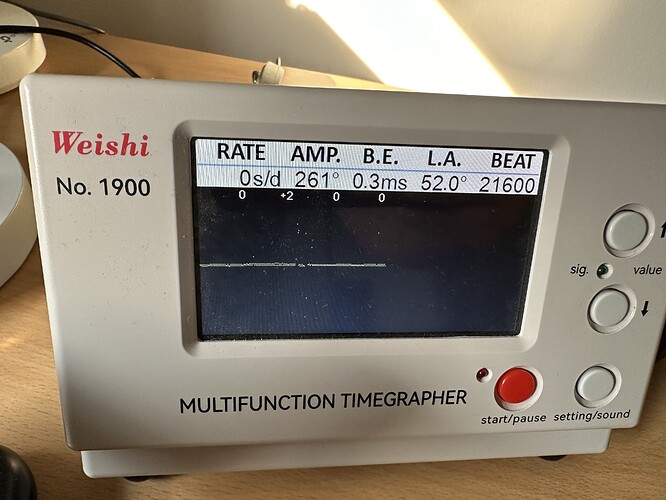 Weishi
No. 1900
RATE AMP. B.E. L.A. BEAT
0s/d 261° 0.3ms 52.0° 21600
0 +2 0 0
sig. value
MULTIFUNCTION TIMEGRAPHER
start/pause setting/sound